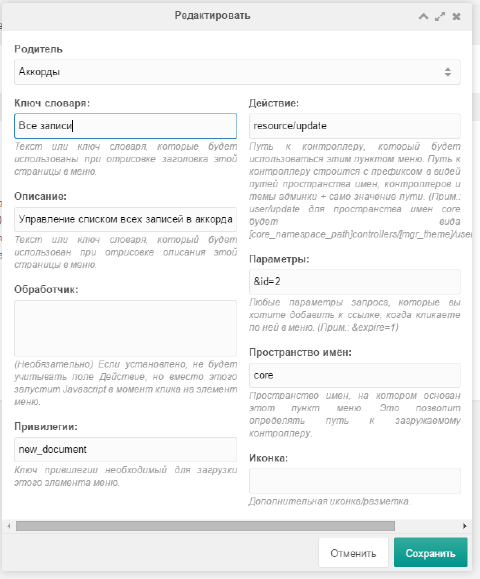 Редактировать
Родитель
Аккорды
Ключ словаря:
Все записи
Текст или ключ словаря, которые будет
использованы при отрисовке заголовка этой
страницы в меню.
Описание:
Управление списком всех записей в аккорда
Текст или ключ словаря, который будет
использован при отрисовке описания этой
страницы в меню.
Обработчик:
(Необязательно) Если установлено, не будет
учитывать поле Действие, но вместо этого
запустит Javascript в момент клика на элемент
меню.
Привилегии:
new_document
Ключ привилегии необходимый для загрузки
этого элемента меню.
Действие:
resource/update
Путь к контроллеру, который будет
использоваться этим пунктом меню. Путь к
контроллеру строится с префиксом в видей
путей пространства имен, контроллеров и
темы админки + само значение пути. (Прим.:
user/update для пространства имен core
будет вида
[core_namespace_path]controllers/[mgr_theme]/user
Параметры:
&id=2
Любые параметры запроса, которые вы
хотите добавить к ссылке, когда кликаете
по ней в меню. (Прим.: &expire=1)
Пространство имён:
core
Пространство имен, на котором основан
этот пункт меню. Это позволит
определять путь к загружаемому
контроллеру.
Иконка:
Дополнительная иконка/разметка.
Отменить
Сохранить